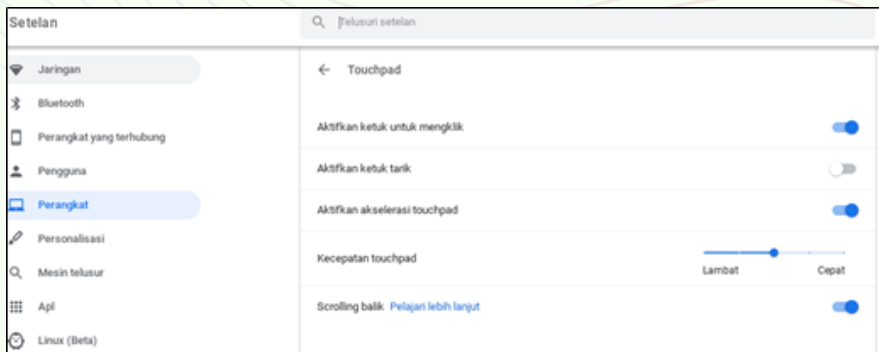 Setelan
Telusuri setelan
Jaringan
Bluetooth
Perangkat yang terhubung
Pengguna
Perangkat
Personalisasi
Mesin telusur
Apl
Linux (Beta)
Touchpad
Aktifkan ketuk untuk mengklik
Aktifkan ketuk tarik
Aktifkan akselerasi touchpad
Kecepatan touchpad
Lambat Cepat
Scrolling balik Pelajari lebih lanjut